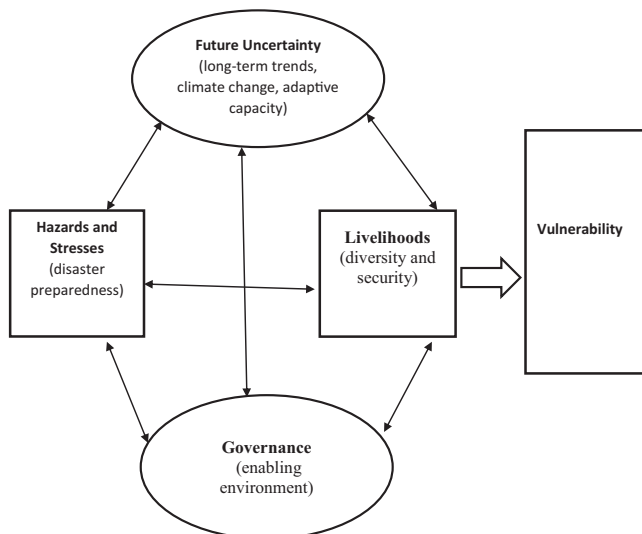 Future Uncertainty
(long-term trends,
climate change, adaptive
capacity)
Hazards and
Stresses
(disaster
preparedness)
Livelihoods
(diversity and
security)
Vulnerability
Governance
(enabling
environment)